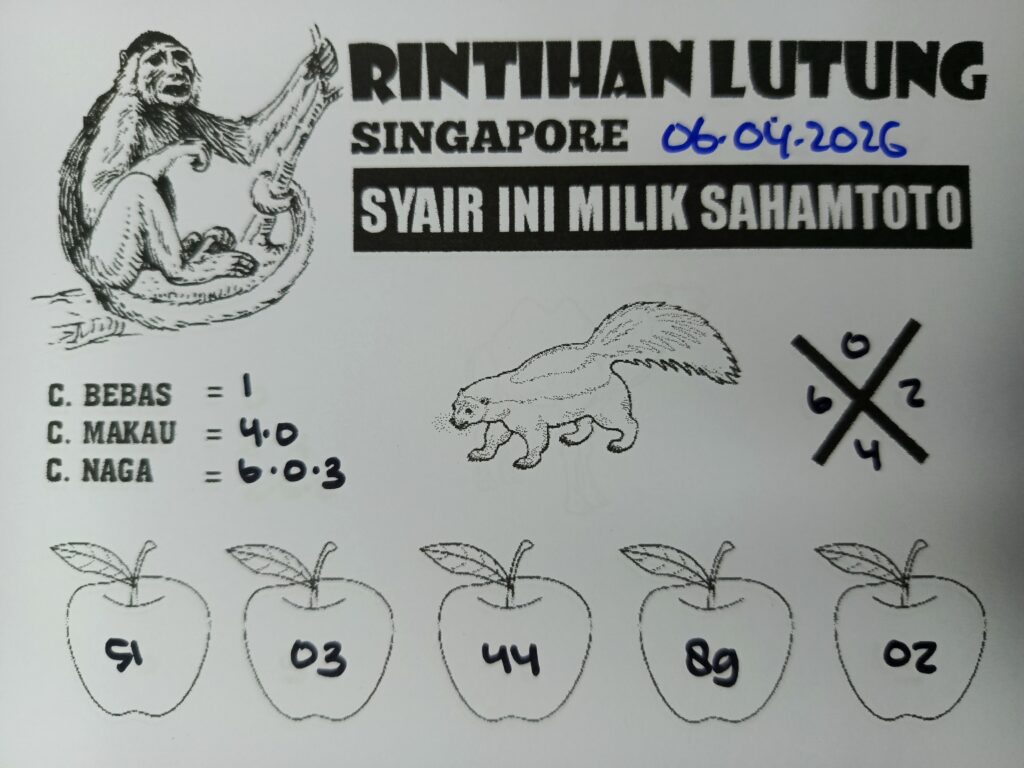 RINTIHAN LUTUNG
SINGAPORE 06.04.2026
SYAIR INI MILIK SAHAMTOTO
C. BEBAS = 1
C. MAKAU = 4.0
C. NAGA = 6.0.3
0
6 2
4
51 03 44 89 02